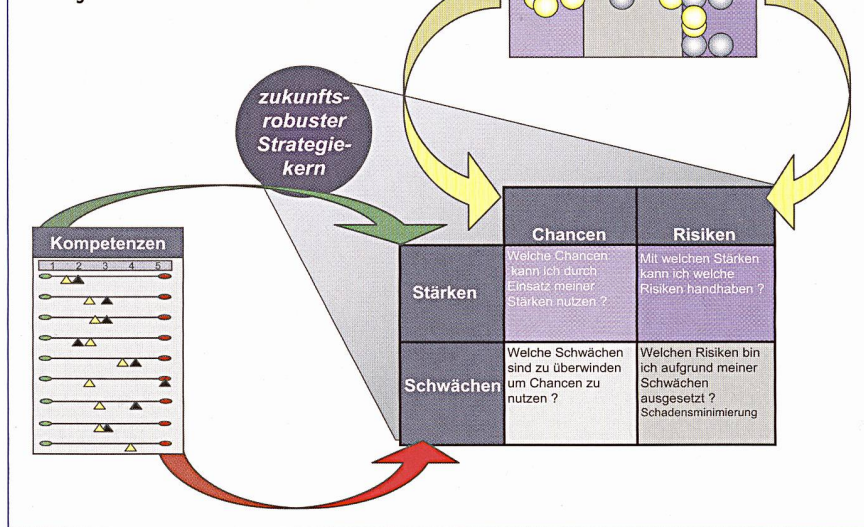 zukunfts-
robuster
Strategie-
kern
Kompetenzen
1 2 3 4 5
Chancen
Risiken
Stärken
Welche Chancen
kann ich durch
Einsatz meiner
Stärken nutzen ?
Mit welchen Stärken
kann ich welche
Risiken handhaben ?
Schwächen
Welche Schwächen
sind zu überwinden
um Chancen zu
nutzen ?
Welchen Risiken bin
ich aufgrund meiner
Schwächen
ausgesetzt ?
Schadensminimierung